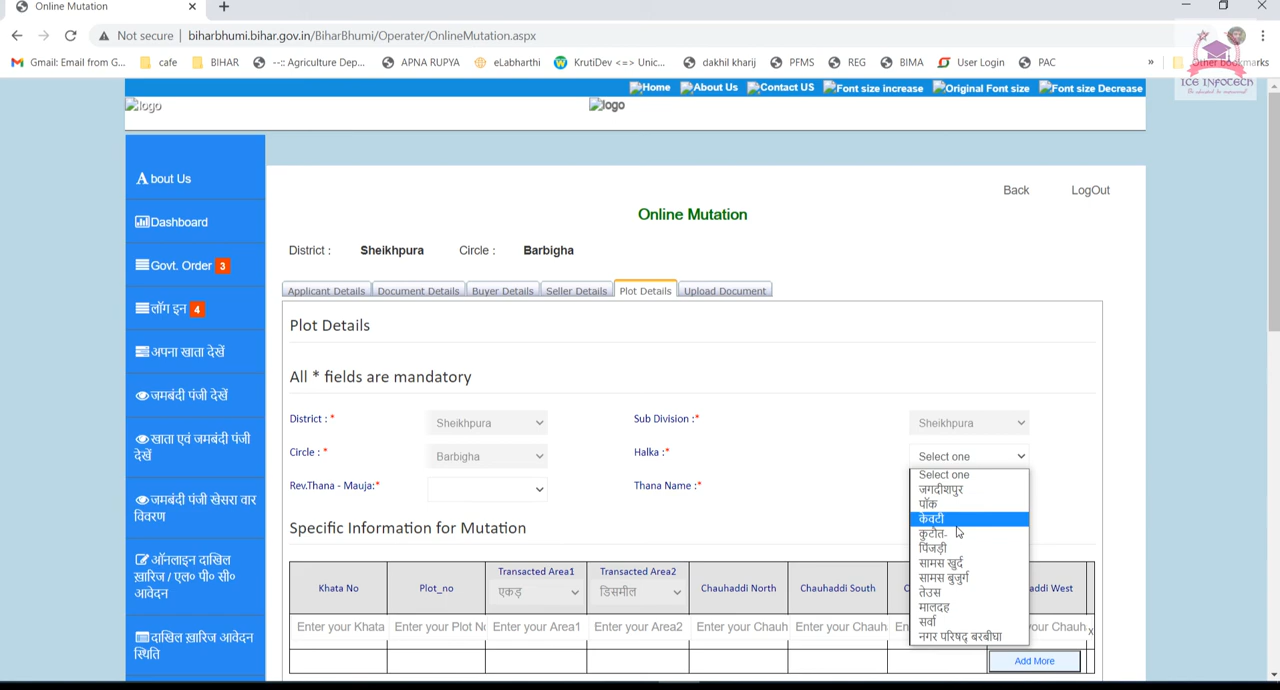 Online Mutation
Not secure | biharbhumi.bihar.gov.in/BiharBhumi/Operater/OnlineMutation.aspx
Gmail: Email from G... cafe BIHAR --:: Agriculture Dep... APNA RUPYA eLabharthi KrutiDev <=> Unic... dakhil kharij PFMS REG BIMA User Login PAC » Other bookmarks
ICE INFOTECH
Home About Us Contact US Font size increase Original Font size Font size Decrease
logo logo
About Us
Dashboard
Govt. Order 3
लॉग इन 4
अपना खाता देखें
जमबंदी पंजी देखें
खाता एवं जमबंदी पंजी
देखें
जमबंदी पंजी खेसरा वार
विवरण
ऑनलाइन दाखिल
ख़ारिज / एल० पी० सी०
आवेदन
दाखिल ख़ारिज आवेदन
स्थिति
Back LogOut
Online Mutation
District : Sheikhpura Circle : Barbigha
Applicant Details Document Details Buyer Details Seller Details Plot Details Upload Document
Plot Details
All * fields are mandatory
District : * Sheikhpura Sub Division :* Sheikhpura
Circle : * Barbigha Halka :* Select one
Rev.Thana - Mauja:* Thana Name :*
Select one
जगदीशपुर
पॉक
केवटी
कुटौत-
पिंजड़ी
सामस खुर्द
सामस बुजुर्ग
तेउस
मालदह
सर्वा
नगर परिषद् बरबीघा
Specific Information for Mutation
Khata No Plot_no Transacted Area1 एकड़ Transacted Area2 डिसमील Chauhaddi North Chauhaddi South C addi West
Enter your Khata Enter your Plot No Enter your Area1 Enter your Area2 Enter your Chauh Enter your Chauh En r Chauh x
Add More